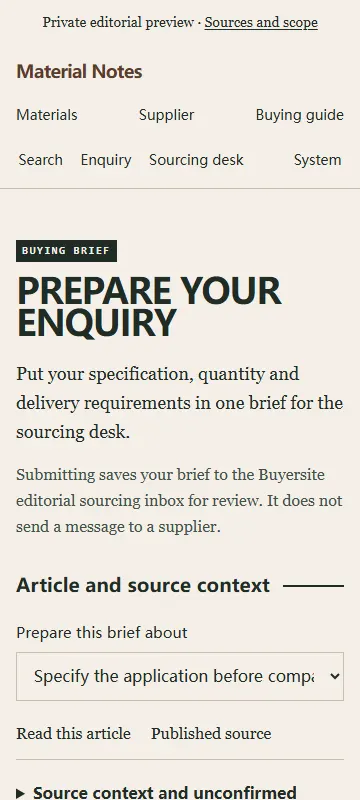 Private editorial preview · Sources and scope
Material Notes
Materials Supplier Buying guide
Search Enquiry Sourcing desk System
BUYING BRIEF
PREPARE YOUR
ENQUIRY
Put your specification, quantity and
delivery requirements in one brief for the
sourcing desk.
Submitting saves your brief to the Buyersite
editorial sourcing inbox for review. It does not
send a message to a supplier.
Article and source context
Prepare this brief about
Specify the application before compa
Read this article Published source
Source context and unconfirmed